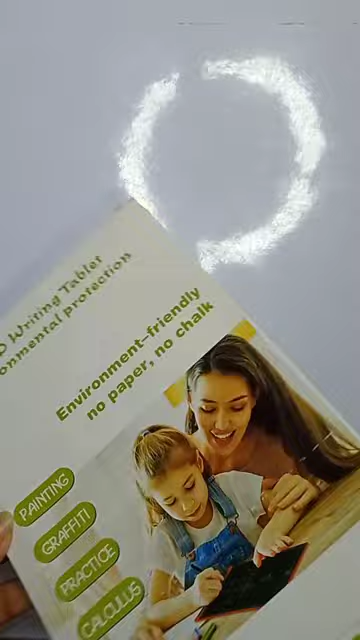 Writing Tablet
onmental protection
Environment-friendly
no paper, no chalk
PAINTING
GRAFFITI
PRACTICE
CALCULUS